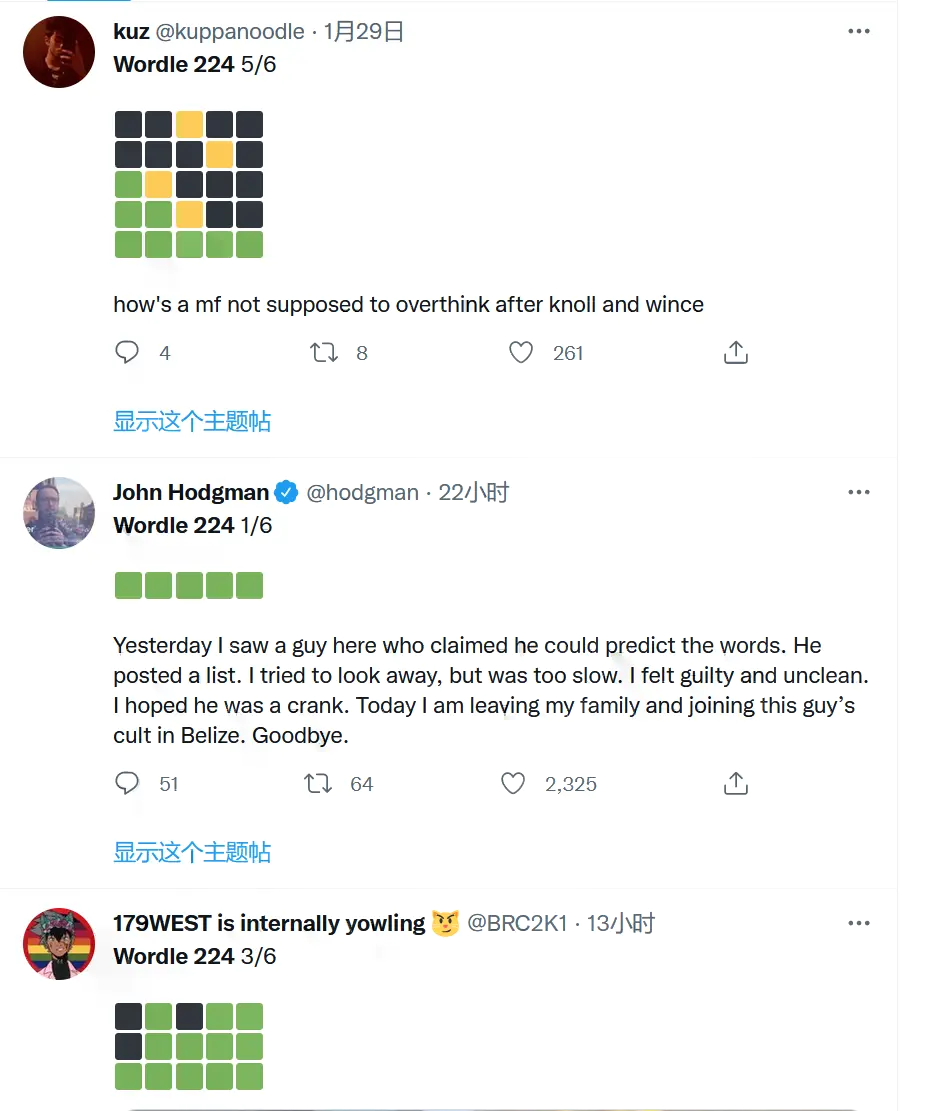 kuz @kuppanoodle · 1月29日
Wordle 224 5/6
how's a mf not supposed to overthink after knoll and wince
4 8 261
显示这个主题帖
John Hodgman @hodgman · 22小时
Wordle 224 1/6
Yesterday I saw a guy here who claimed he could predict the words. He
posted a list. I tried to look away, but was too slow. I felt guilty and unclean.
I hoped he was a crank. Today I am leaving my family and joining this guy’s
cult in Belize. Goodbye.
51 64 2,325
显示这个主题帖
179WEST is internally yowling 😼 @BRC2K1 · 13小时
Wordle 224 3/6